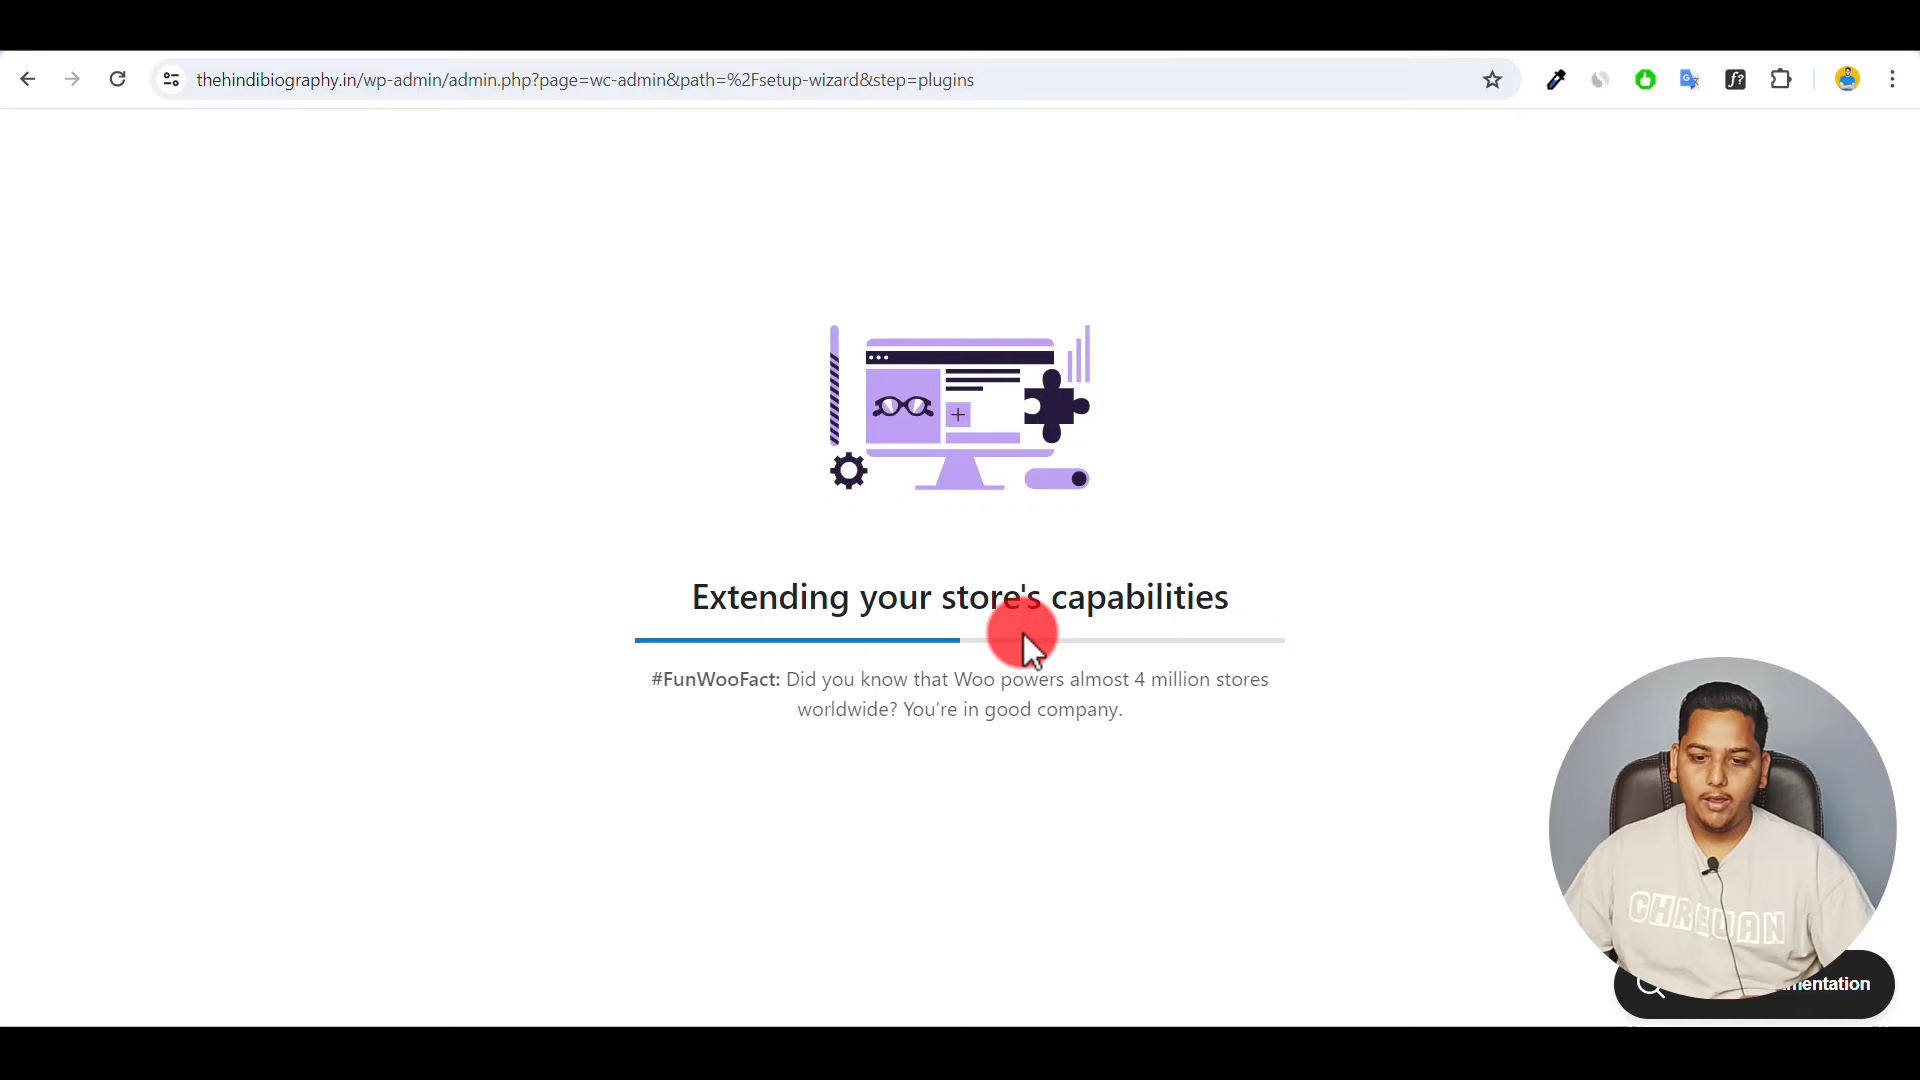 thehindibiography.in/wp-admin/admin.php?page=wc-admin&path=%2Fsetup-wizard&step=plugins
Extending your store's capabilities
#FunWooFact: Did you know that Woo powers almost 4 million stores
worldwide? You’re in good company.